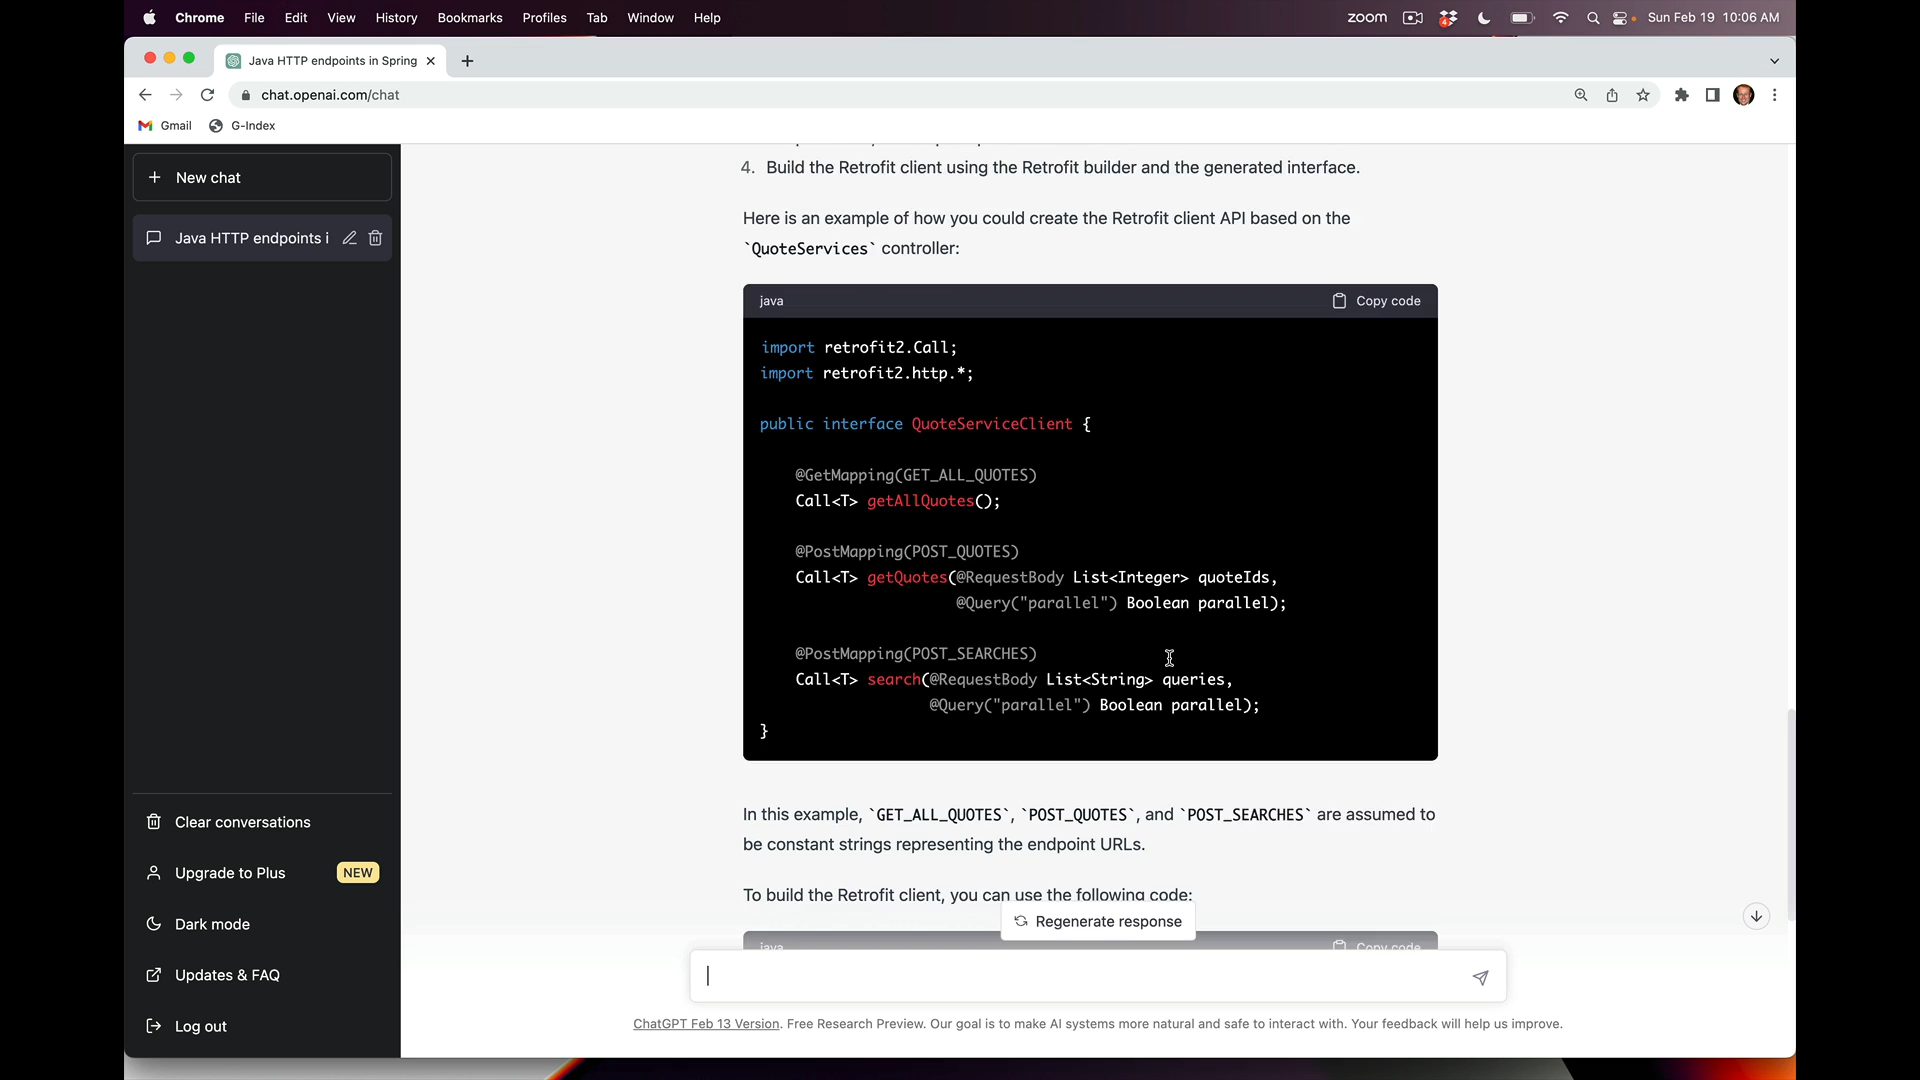 Chrome File Edit View History Bookmarks Profiles Tab Window Help
zoom 4 Sun Feb 19 10:06 AM
Java HTTP endpoints in Spring
chat.openai.com/chat
Gmail G-Index
New chat
Java HTTP endpoints i
Clear conversations
Upgrade to Plus NEW
Dark mode
Updates & FAQ
Log out
4. Build the Retrofit client using the Retrofit builder and the generated interface.
Here is an example of how you could create the Retrofit client API based on the
`QuoteServices` controller:
java Copy code
import retrofit2.Call;
import retrofit2.http.*;
public interface QuoteServiceClient {
@GetMapping(GET_ALL_QUOTES)
Call<T> getAllQuotes();
@PostMapping(POST_QUOTES)
Call<T> getQuotes(@RequestBody List<Integer> quoteIds,
@Query("parallel") Boolean parallel);
@PostMapping(POST_SEARCHES)
Call<T> search(@RequestBody List<String> queries,
@Query("parallel") Boolean parallel);
}
In this example, `GET_ALL_QUOTES`, `POST_QUOTES`, and `POST_SEARCHES` are assumed to
be constant strings representing the endpoint URLs.
To build the Retrofit client, you can use the following code:
Regenerate response
java Copy code
ChatGPT Feb 13 Version. Free Research Preview. Our goal is to make AI systems more natural and safe to interact with. Your feedback will help us improve.